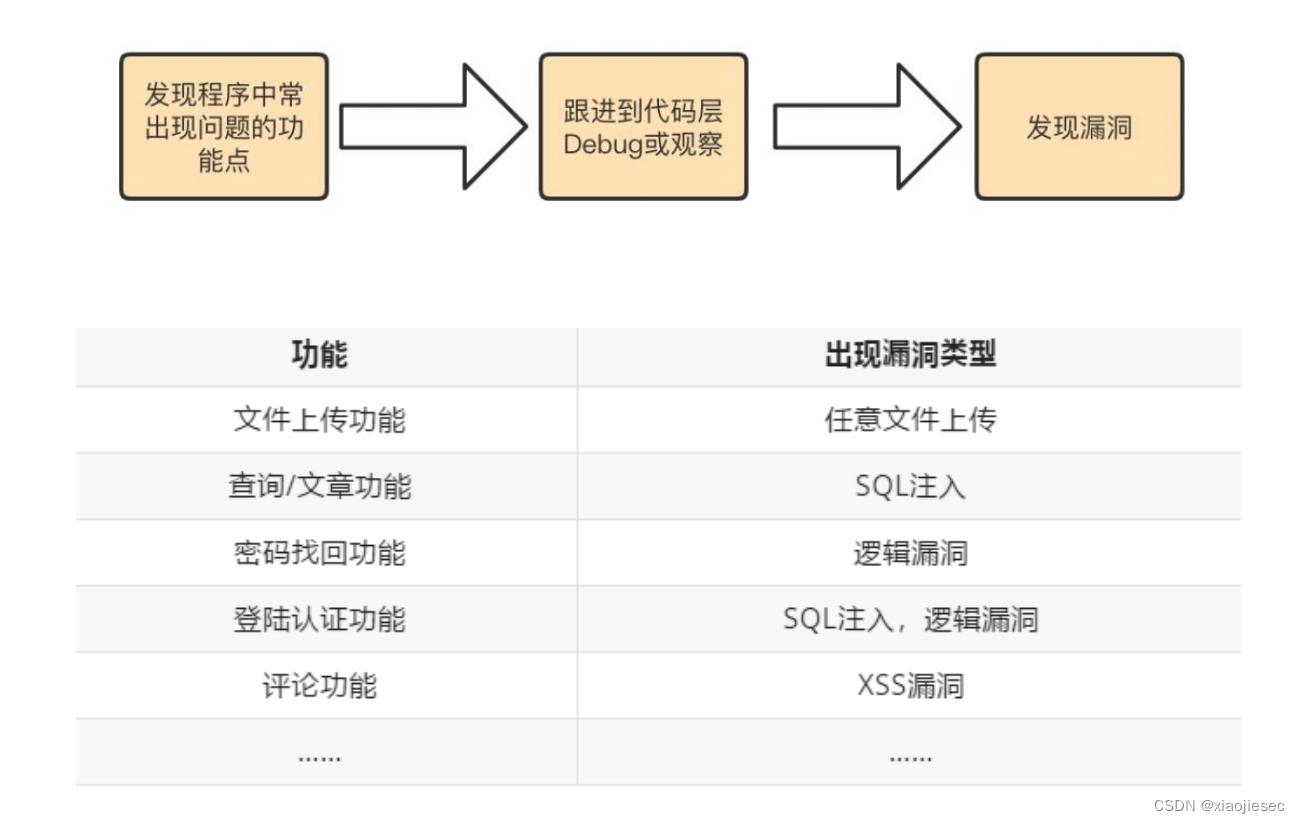 发现程序中常
出现问题的功
能点
跟进到代码层
Debug或观察
发现漏洞
功能
出现漏洞类型
文件上传功能
任意文件上传
查询/文章功能
SQL注入
密码找回功能
逻辑漏洞
登陆认证功能
SQL注入，逻辑漏洞
评论功能
XSS漏洞
……
……
CSDN @xiaojiesec